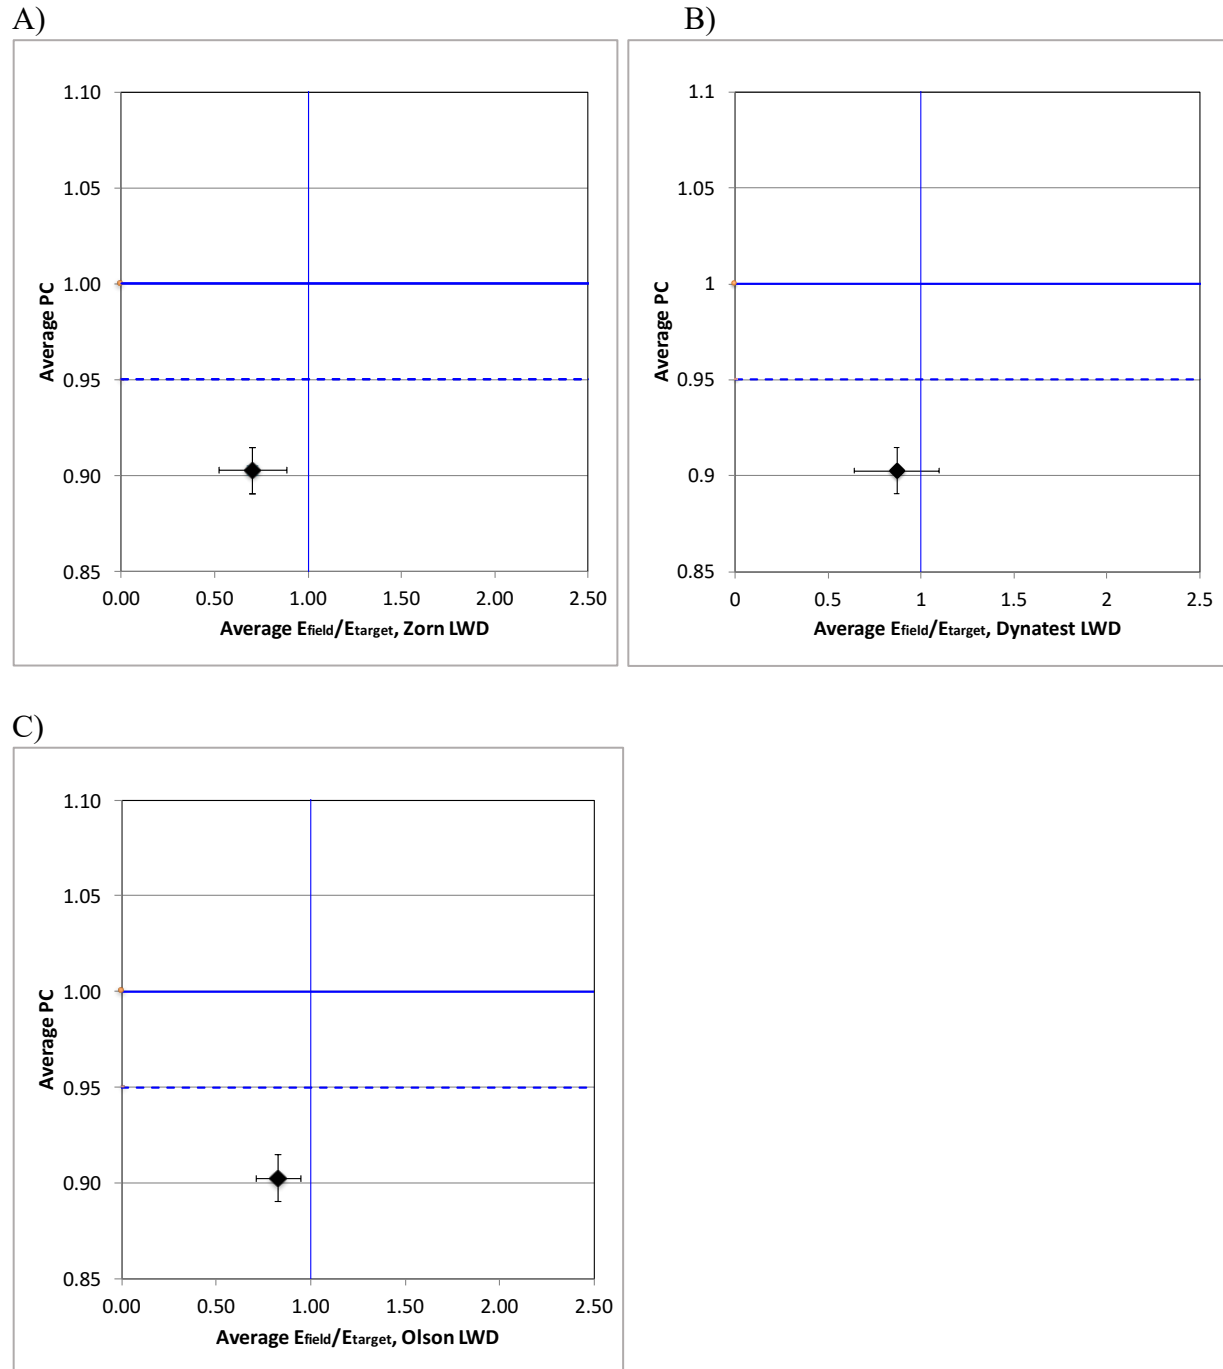 A)
1.10
1.05
1.00
0.95
0.90
0.85
Average PC
0.00 0.50 1.00 1.50 2.00 2.50
Average Efield/Etarget, Zorn LWD
B)
1.1
1.05
1
0.95
0.9
0.85
Average PC
0 0.5 1 1.5 2 2.5
Average Efield/Etarget, Dynatest LWD
C)
1.10
1.05
1.00
0.95
0.90
0.85
Average PC
0.00 0.50 1.00 1.50 2.00 2.50
Average Efield/Etarget, Olson LWD